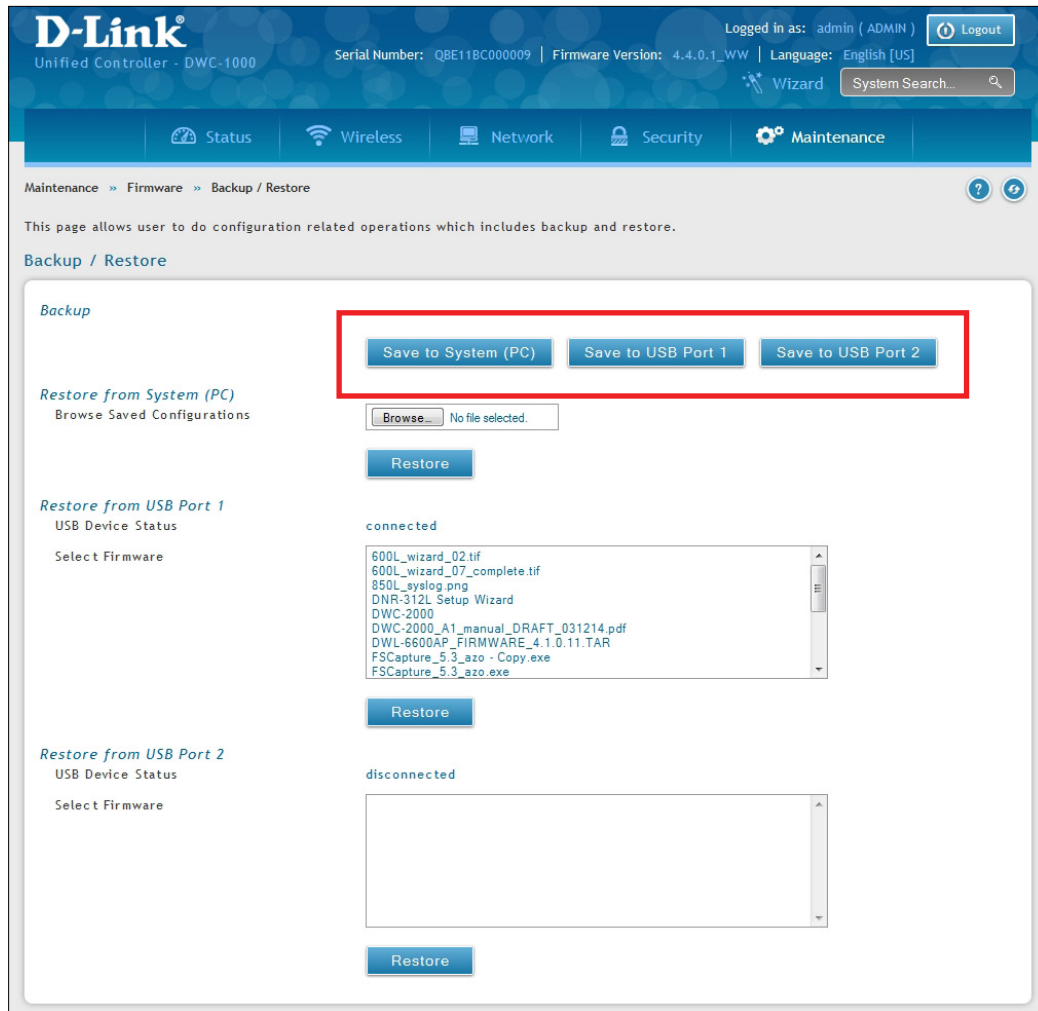 D-Link®
Unified Controller - DWC-1000
Logged in as: admin ( ADMIN ) Logout
Serial Number: QBE11BC000009 | Firmware Version: 4.4.0.1_WW | Language: English [US]
Wizard System Search...
Status Wireless Network Security Maintenance
Maintenance » Firmware » Backup / Restore ?
This page allows user to do configuration related operations which includes backup and restore.
Backup / Restore
Backup
Save to System (PC) Save to USB Port 1 Save to USB Port 2
Restore from System (PC)
Browse Saved Configurations Browse... No file selected.
Restore
Restore from USB Port 1
USB Device Status connected
Select Firmware
600L_wizard_02.tif
600L_wizard_07_complete.tif
850L_syslog.png
DNR-312L Setup Wizard
DWC-2000
DWC-2000_A1_manual_DRAFT_031214.pdf
DWL-6600AP_FIRMWARE_4.1.0.11.TAR
FSCapture_5.3_azo - Copy.exe
FSCapture_5.3_azo.exe
Restore
Restore from USB Port 2
USB Device Status disconnected
Select Firmware
Restore